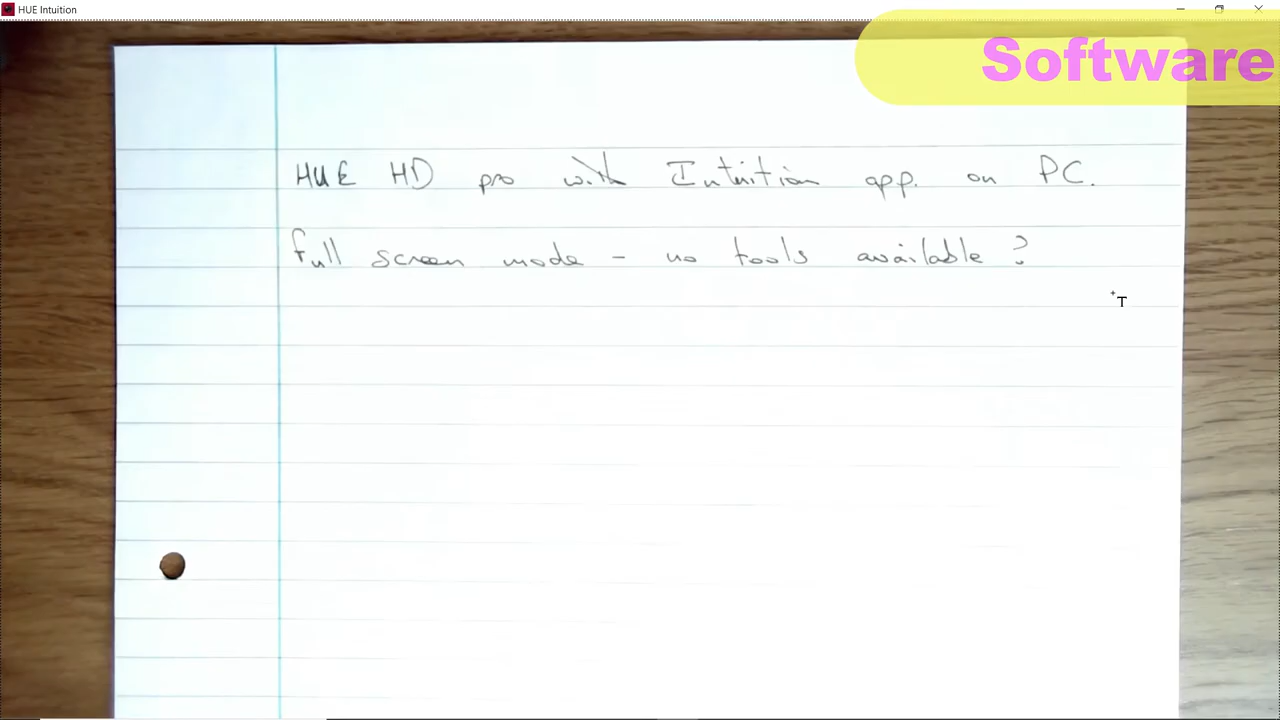 HUE Intuition
Software
HUE HD pro with Intuition app. on PC.
Full screen mode - no tools available?